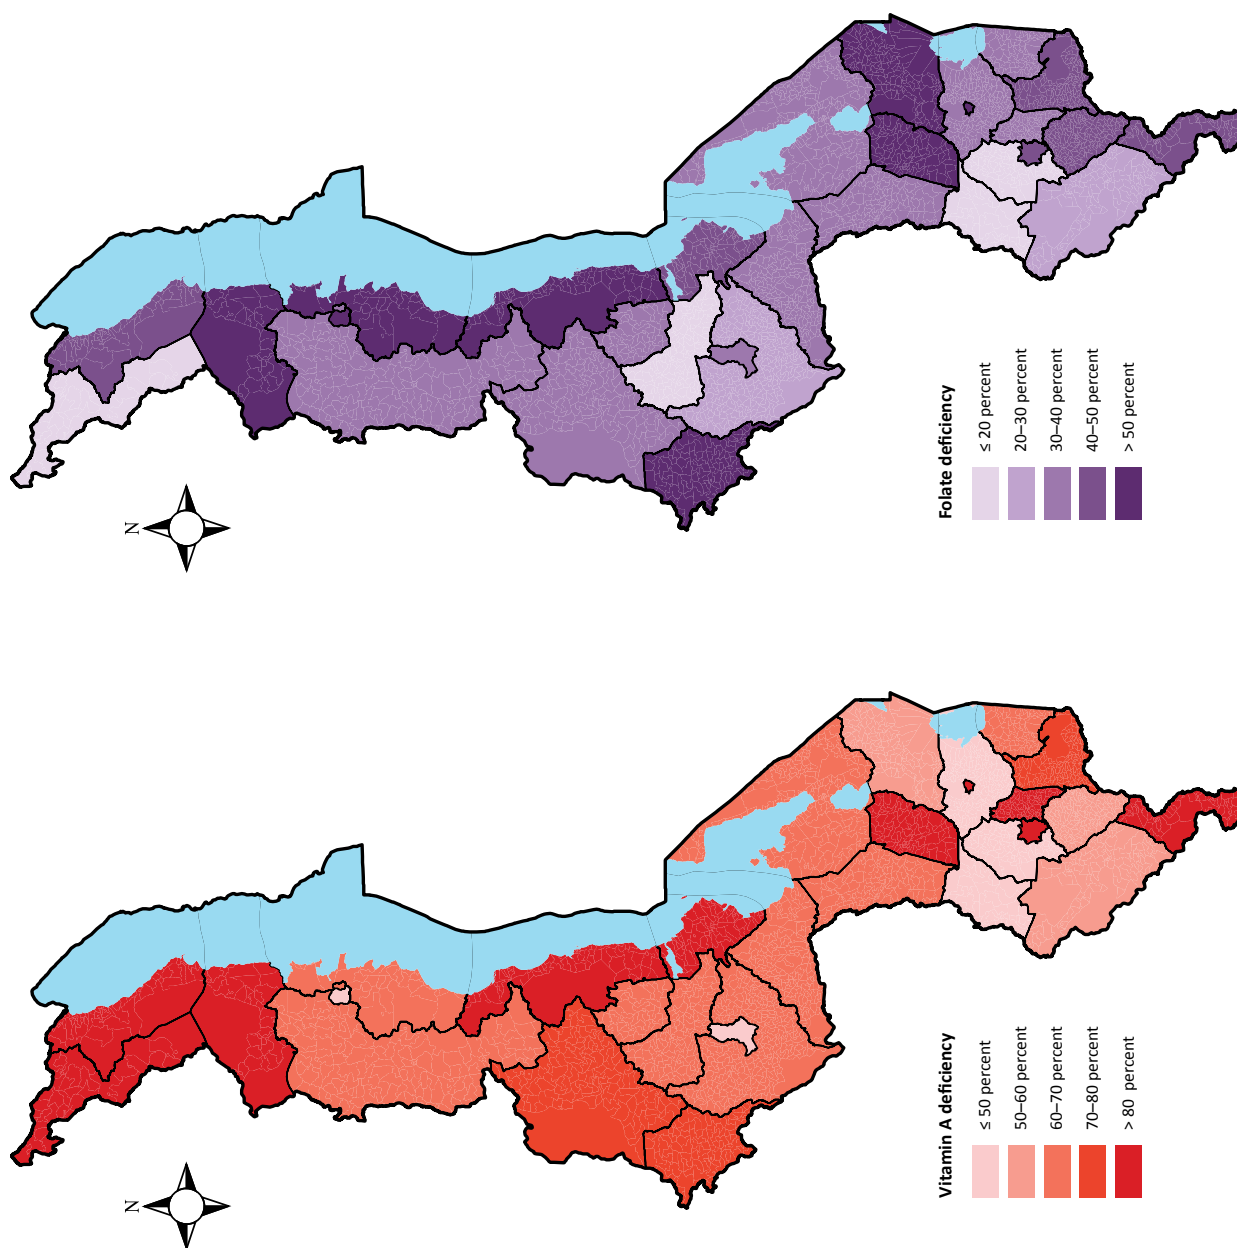 N
Folate deficiency
≤ 20 percent
20–30 percent
30–40 percent
40–50 percent
> 50 percent
N
Vitamin A deficiency
≤ 50 percent
50–60 percent
60–70 percent
70–80 percent
> 80 percent